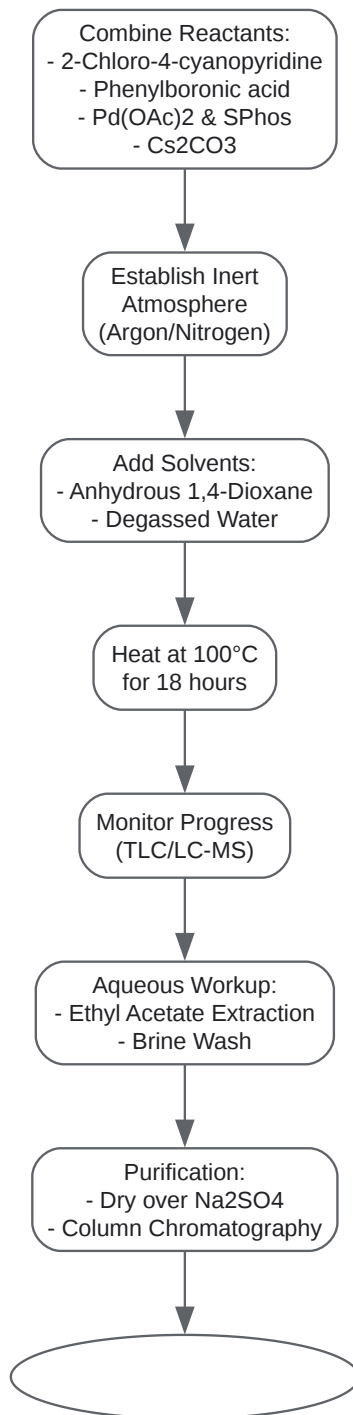 Combine Reactants:
- 2-Chloro-4-cyanopyridine
- Phenylboronic acid
- Pd(OAc)2 & SPhos
- Cs2CO3
Establish Inert
Atmosphere
(Argon/Nitrogen)
Add Solvents:
- Anhydrous 1,4-Dioxane
- Degassed Water
Heat at 100°C
for 18 hours
Monitor Progress
(TLC/LC-MS)
Aqueous Workup:
- Ethyl Acetate Extraction
- Brine Wash
Purification:
- Dry over Na2SO4
- Column Chromatography